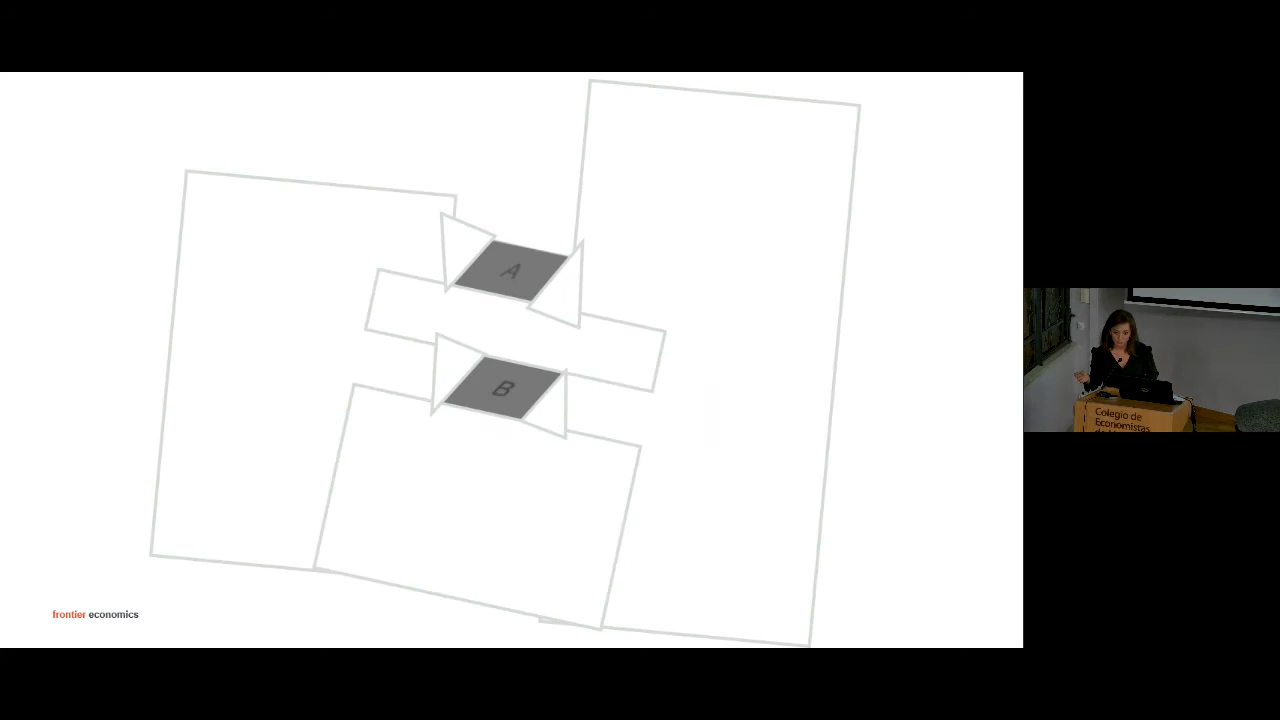 A
B
frontier economics
Colegio de
Economistas